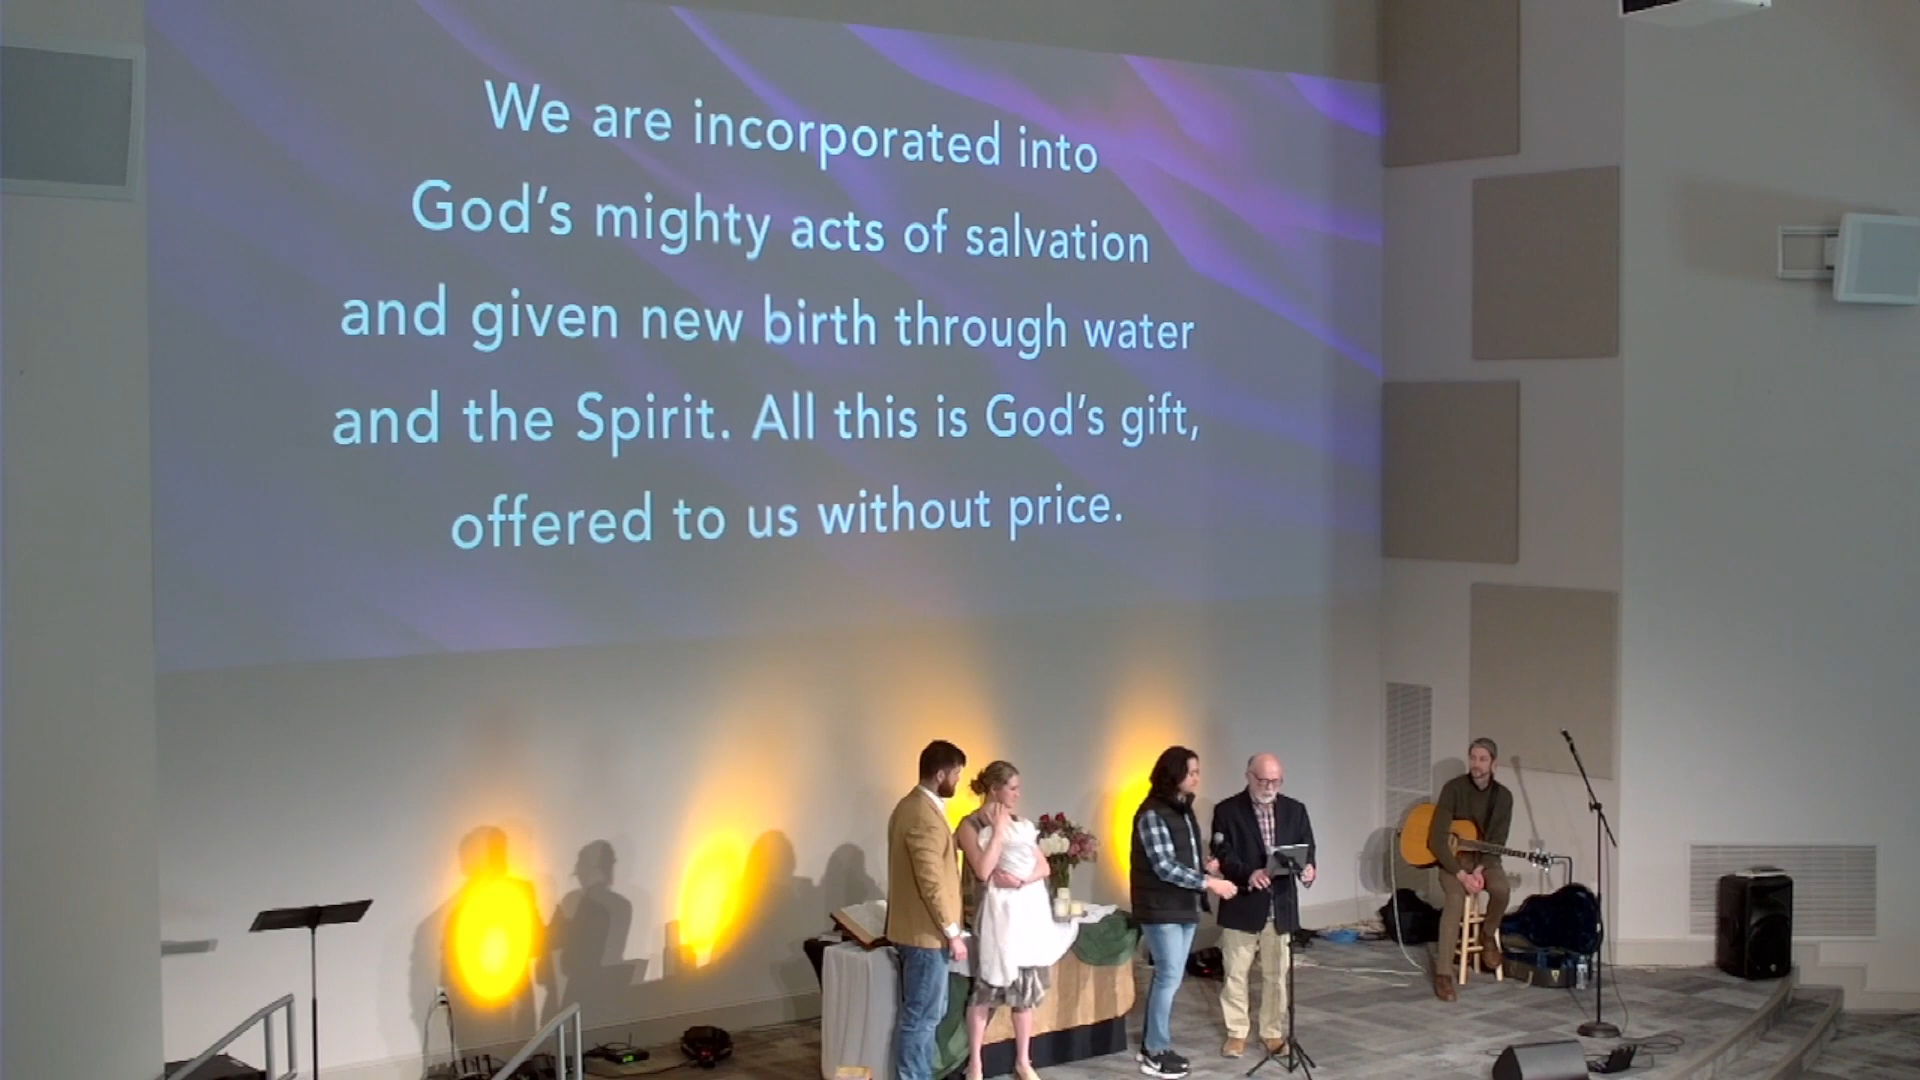 We are incorporated into
God's mighty acts of salvation
and given new birth through water
and the Spirit. All this is God's gift,
offered to us without price.